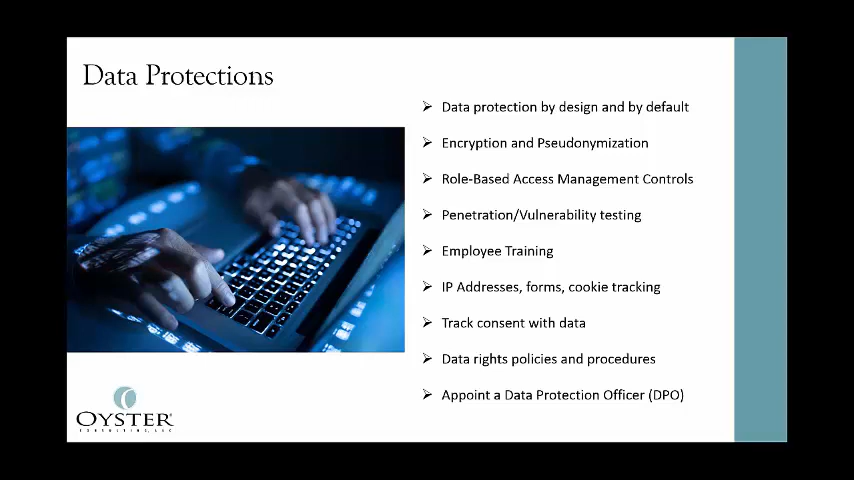 Data Protections
Data protection by design and by default
Encryption and Pseudonymization
Role-Based Access Management Controls
Penetration/Vulnerability testing
Employee Training
IP Addresses, forms, cookie tracking
Track consent with data
Data rights policies and procedures
Appoint a Data Protection Officer (DPO)
OYSTER®
CONSULTING, LLC